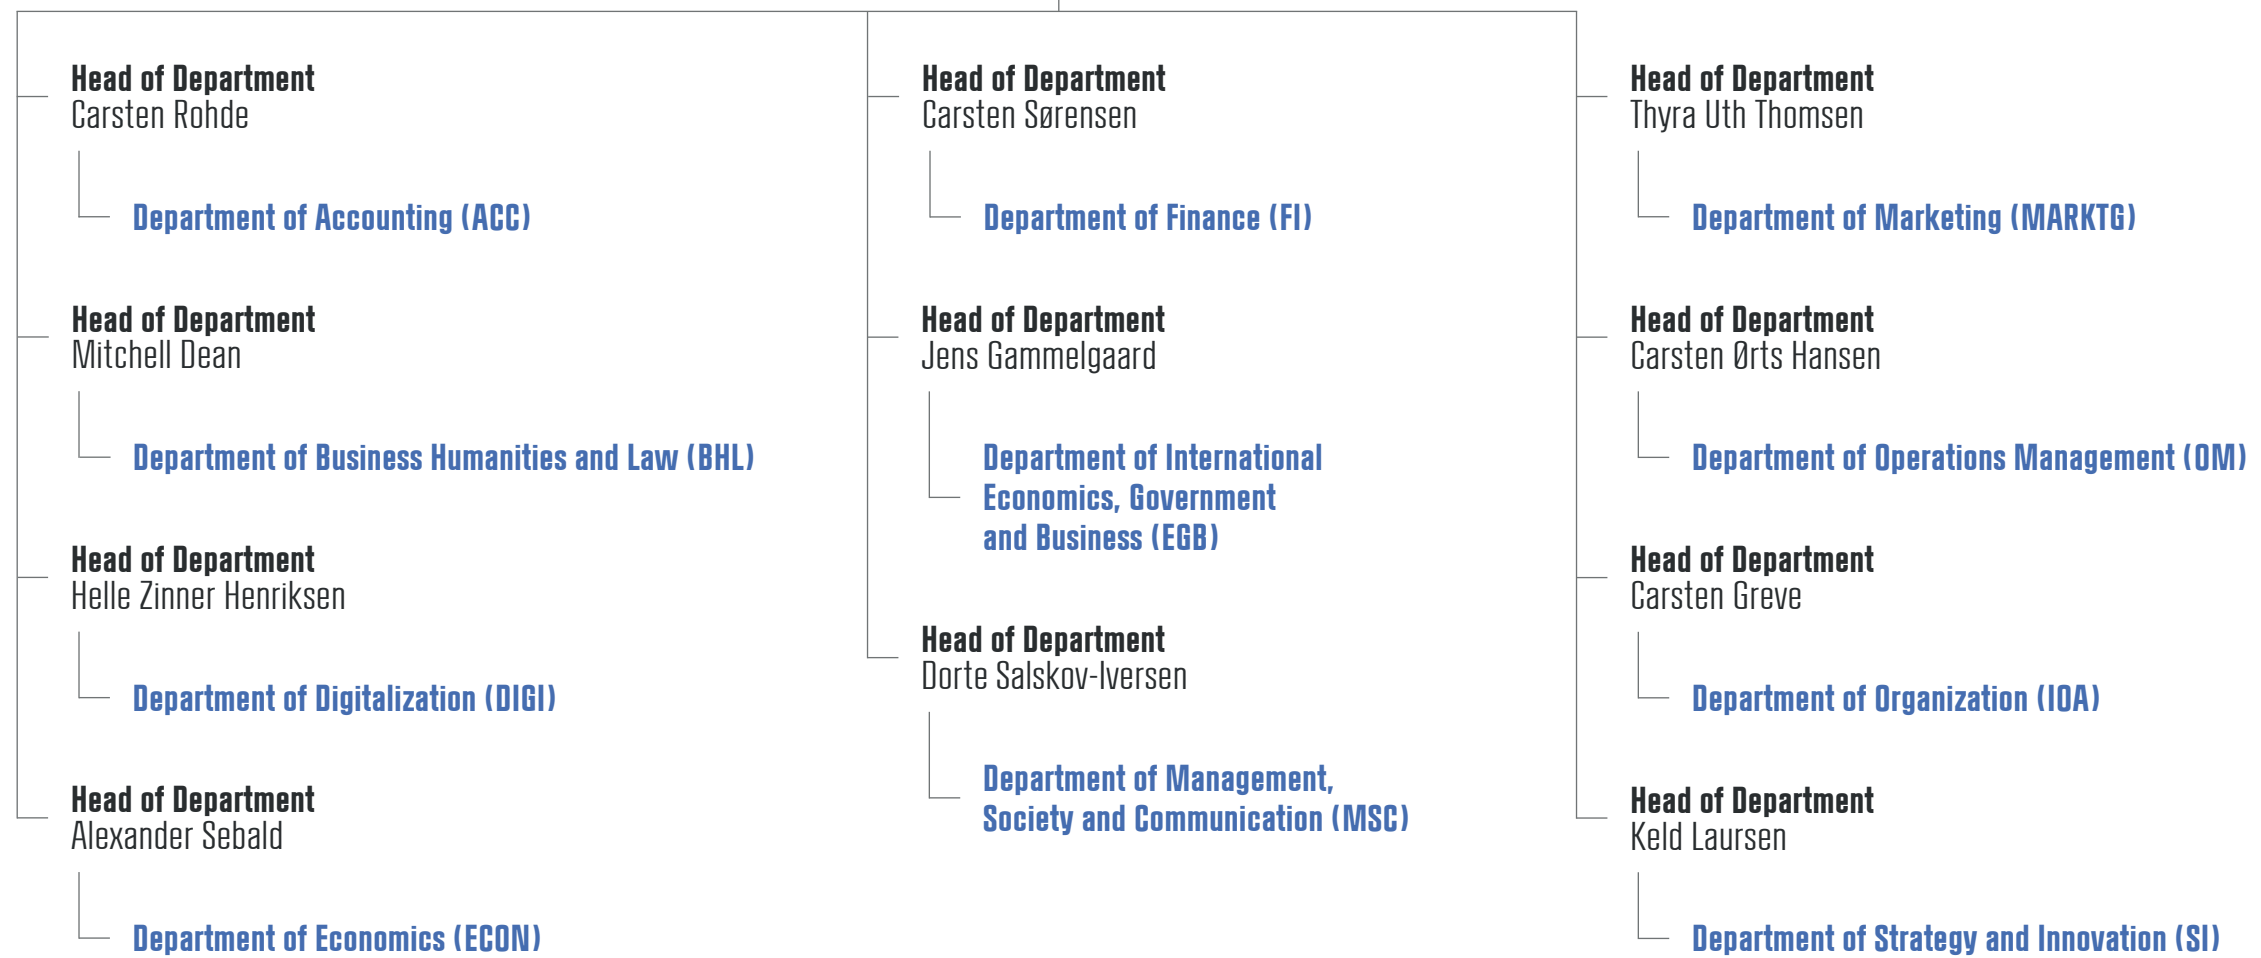 Head of Department
Carsten Rohde
Department of Accounting (ACC)
Head of Department
Mitchell Dean
Department of Business Humanities and Law (BHL)
Head of Department
Helle Zinner Henriksen
Department of Digitalization (DIGI)
Head of Department
Alexander Sebald
Department of Economics (ECON)
Head of Department
Carsten Sørensen
Department of Finance (FI)
Head of Department
Jens Gammelgaard
Department of International
Economics, Government
and Business (EGB)
Head of Department
Dorte Salskov-Iversen
Department of Management,
Society and Communication (MSC)
Head of Department
Thyra Uth Thomsen
Department of Marketing (MARKTG)
Head of Department
Carsten Ørts Hansen
Department of Operations Management (OM)
Head of Department
Carsten Greve
Department of Organization (IOA)
Head of Department
Keld Laursen
Department of Strategy and Innovation (SI)